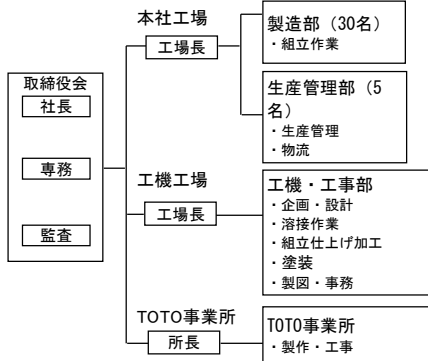 取締役会
社長
専務
監査
本社工場
工場長
製造部（30名）
・組立作業
生産管理部（5
名）
・生産管理
・物流
工機工場
工場長
工機・工事部
・企画・設計
・溶接作業
・組立仕上げ加工
・塗装
・製図・事務
TOTO事業所
所長
TOTO事業所
・製作・工事